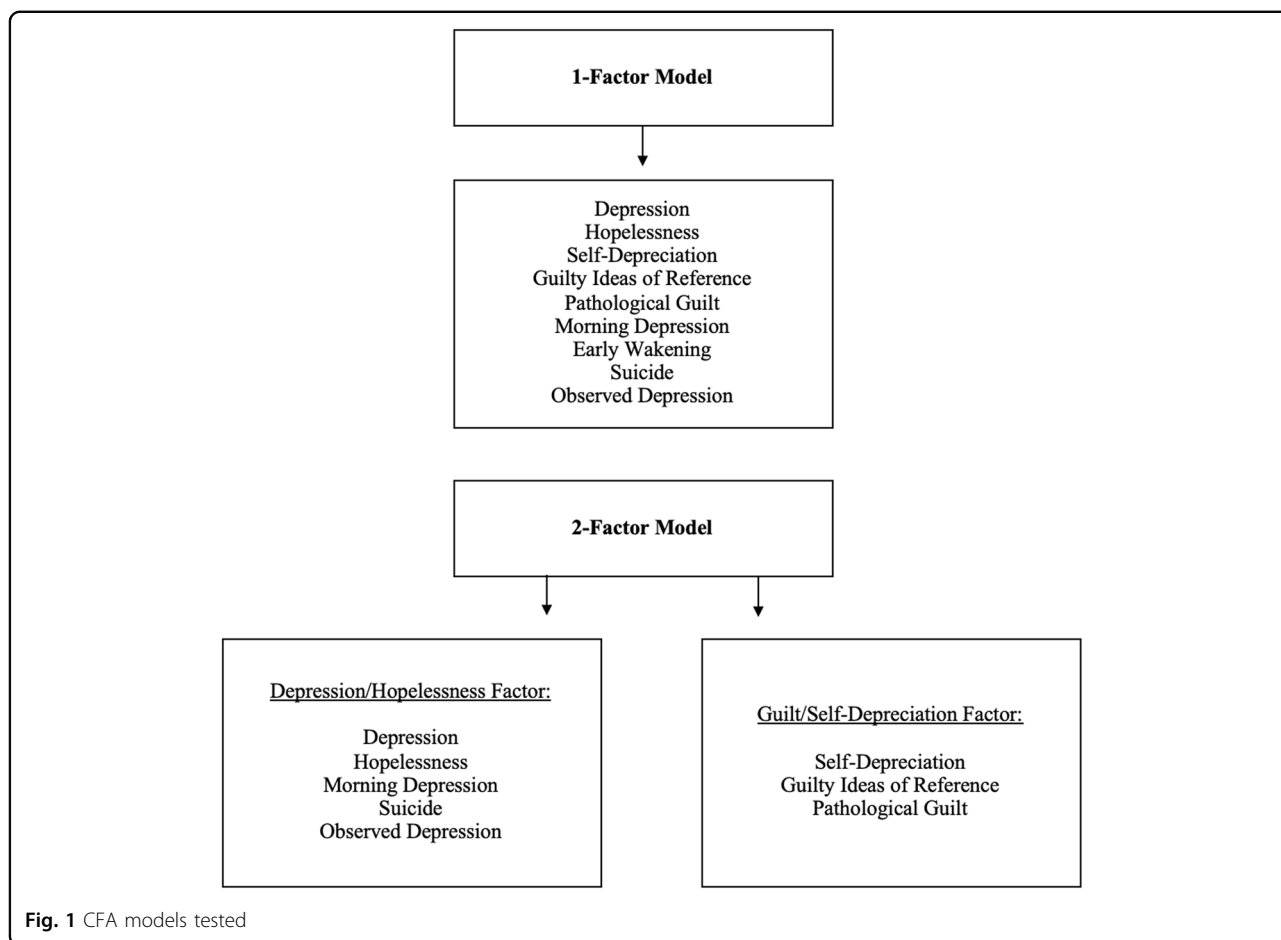 1-Factor Model
Depression
Hopelessness
Self-Depreciation
Guilty Ideas of Reference
Pathological Guilt
Morning Depression
Early Wakening
Suicide
Observed Depression
2-Factor Model
Depression/Hopelessness Factor:
Depression
Hopelessness
Morning Depression
Suicide
Observed Depression
Guilt/Self-Depreciation Factor:
Self-Depreciation
Guilty Ideas of Reference
Pathological Guilt
Fig. 1 CFA models tested